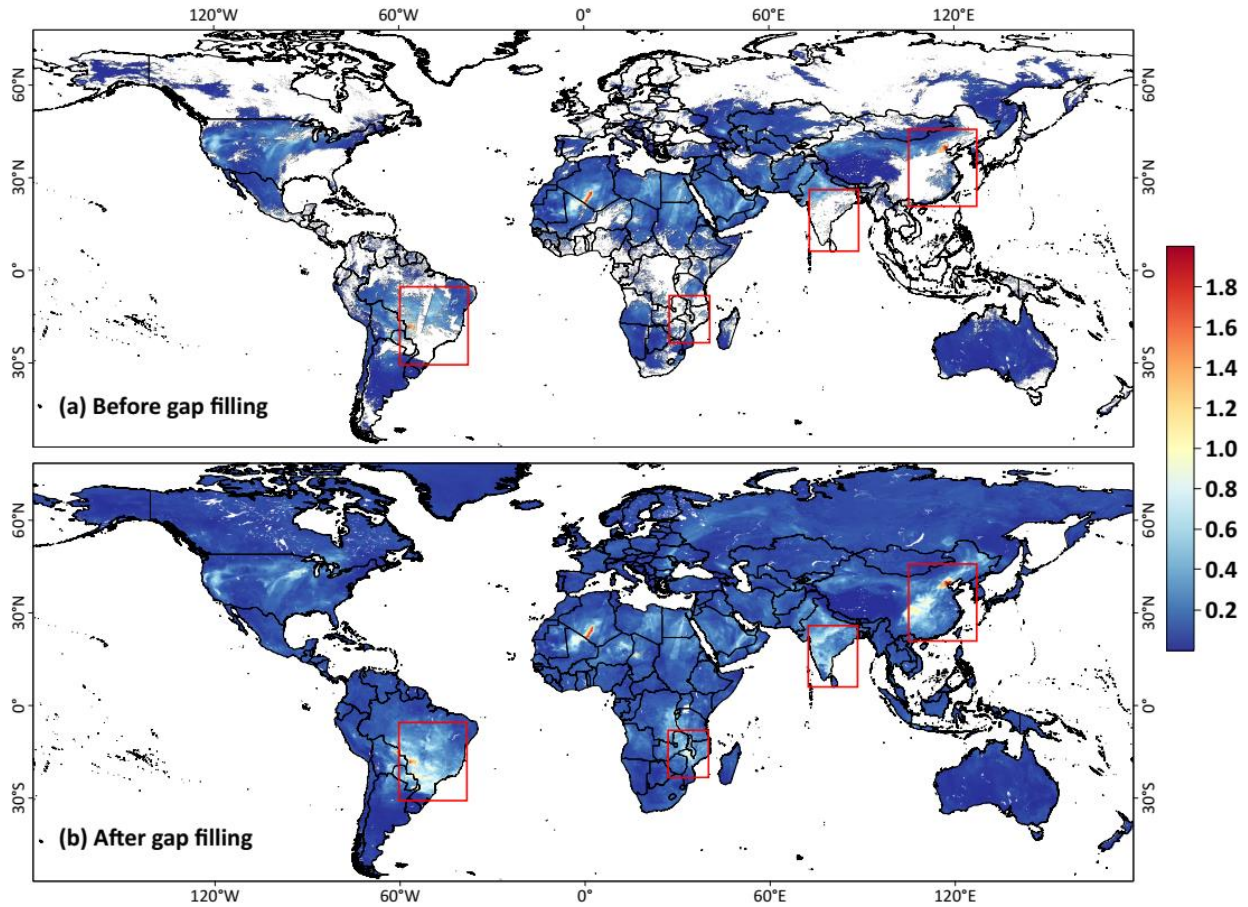 120°W 60°W 0° 60°E 120°E
60°N 60°N
30°N 30°N
0° 0°
30°S 30°S
(a) Before gap filling
1.8
1.6
1.4
1.2
1.0
0.8
0.6
0.4
0.2
60°N 60°N
30°N 30°N
0° 0°
30°S 30°S
(b) After gap filling
120°W 60°W 0° 60°E 120°E